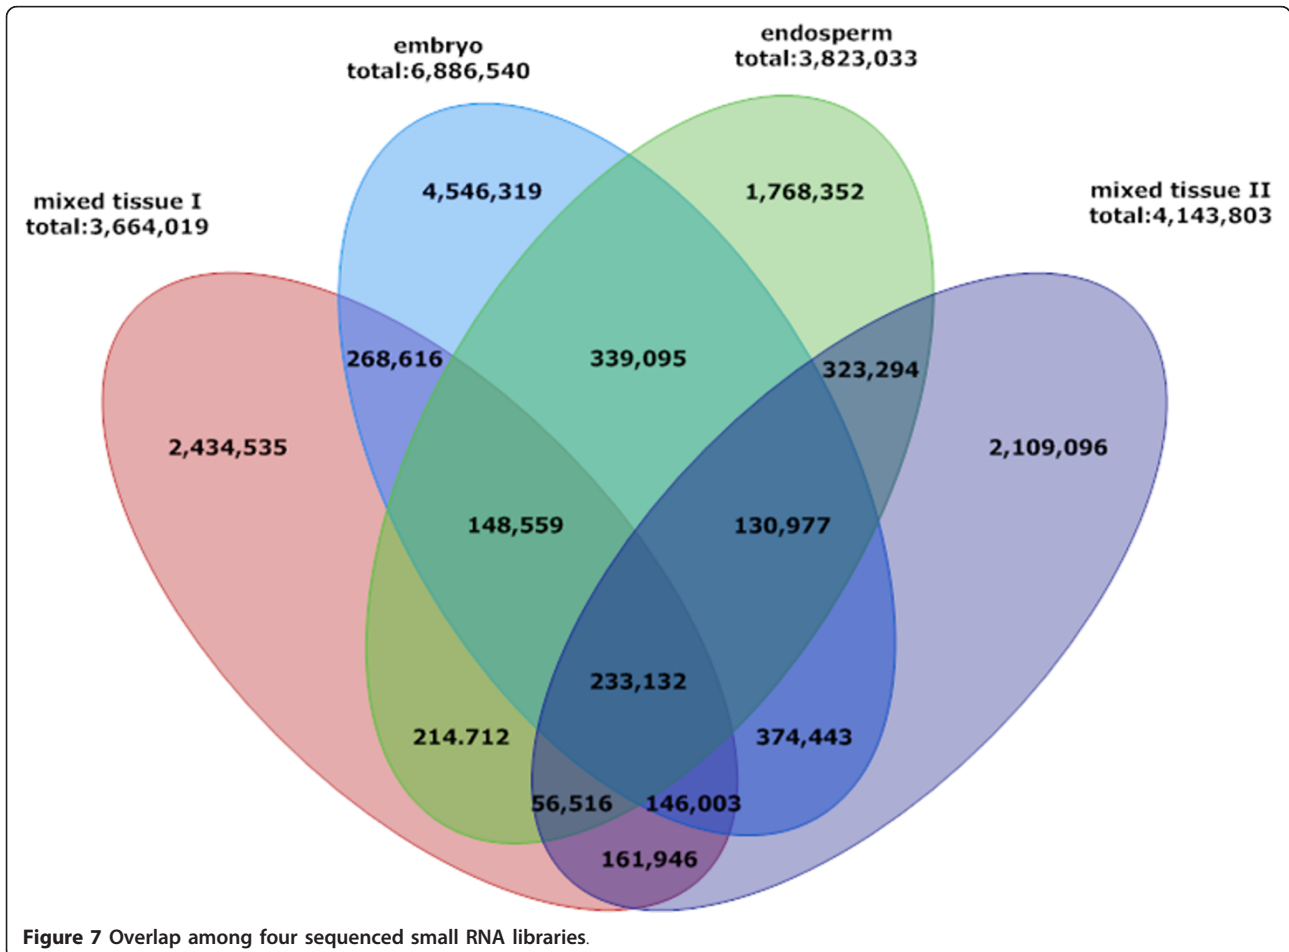 embryo
total:6,886,540
endosperm
total:3,823,033
mixed tissue I
total:3,664,019
mixed tissue II
total:4,143,803
4,546,319
1,768,352
268,616
339,095
323,294
2,434,535
2,109,096
148,559
130,977
233,132
214.712
374,443
56,516
146,003
161,946
Figure 7 Overlap among four sequenced small RNA libraries.